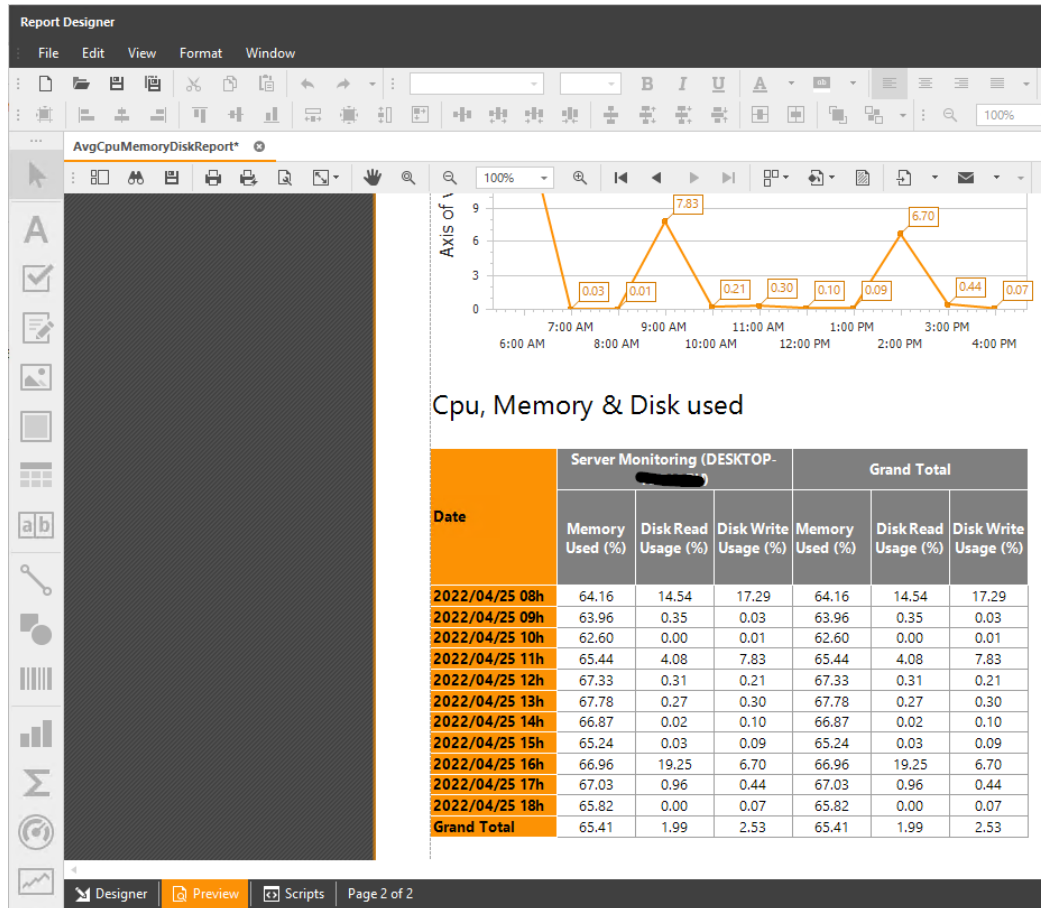 Report Designer
File Edit View Format Window
100%
AvgCpuMemoryDiskReport*
100%
Axis of
9
6
3
0
7.83
6.70
0.03
0.01
0.21
0.30
0.10
0.09
0.44
0.07
7:00 AM 9:00 AM 11:00 AM 1:00 PM 3:00 PM
6:00 AM 8:00 AM 10:00 AM 12:00 PM 2:00 PM 4:00 PM
Cpu, Memory & Disk used
Server Monitoring (DESKTOP-
Grand Total
Date
Memory Disk Read Disk Write Memory Disk Read Disk Write
Used (%) Usage (%) Usage (%) Used (%) Usage (%) Usage (%)
2022/04/25 08h 64.16 14.54 17.29 64.16 14.54 17.29
2022/04/25 09h 63.96 0.35 0.03 63.96 0.35 0.03
2022/04/25 10h 62.60 0.00 0.01 62.60 0.00 0.01
2022/04/25 11h 65.44 4.08 7.83 65.44 4.08 7.83
2022/04/25 12h 67.33 0.31 0.21 67.33 0.31 0.21
2022/04/25 13h 67.78 0.27 0.30 67.78 0.27 0.30
2022/04/25 14h 66.87 0.02 0.10 66.87 0.02 0.10
2022/04/25 15h 65.24 0.03 0.09 65.24 0.03 0.09
2022/04/25 16h 66.96 19.25 6.70 66.96 19.25 6.70
2022/04/25 17h 67.03 0.96 0.44 67.03 0.96 0.44
2022/04/25 18h 65.82 0.00 0.07 65.82 0.00 0.07
Grand Total 65.41 1.99 2.53 65.41 1.99 2.53
Designer Preview Scripts Page 2 of 2